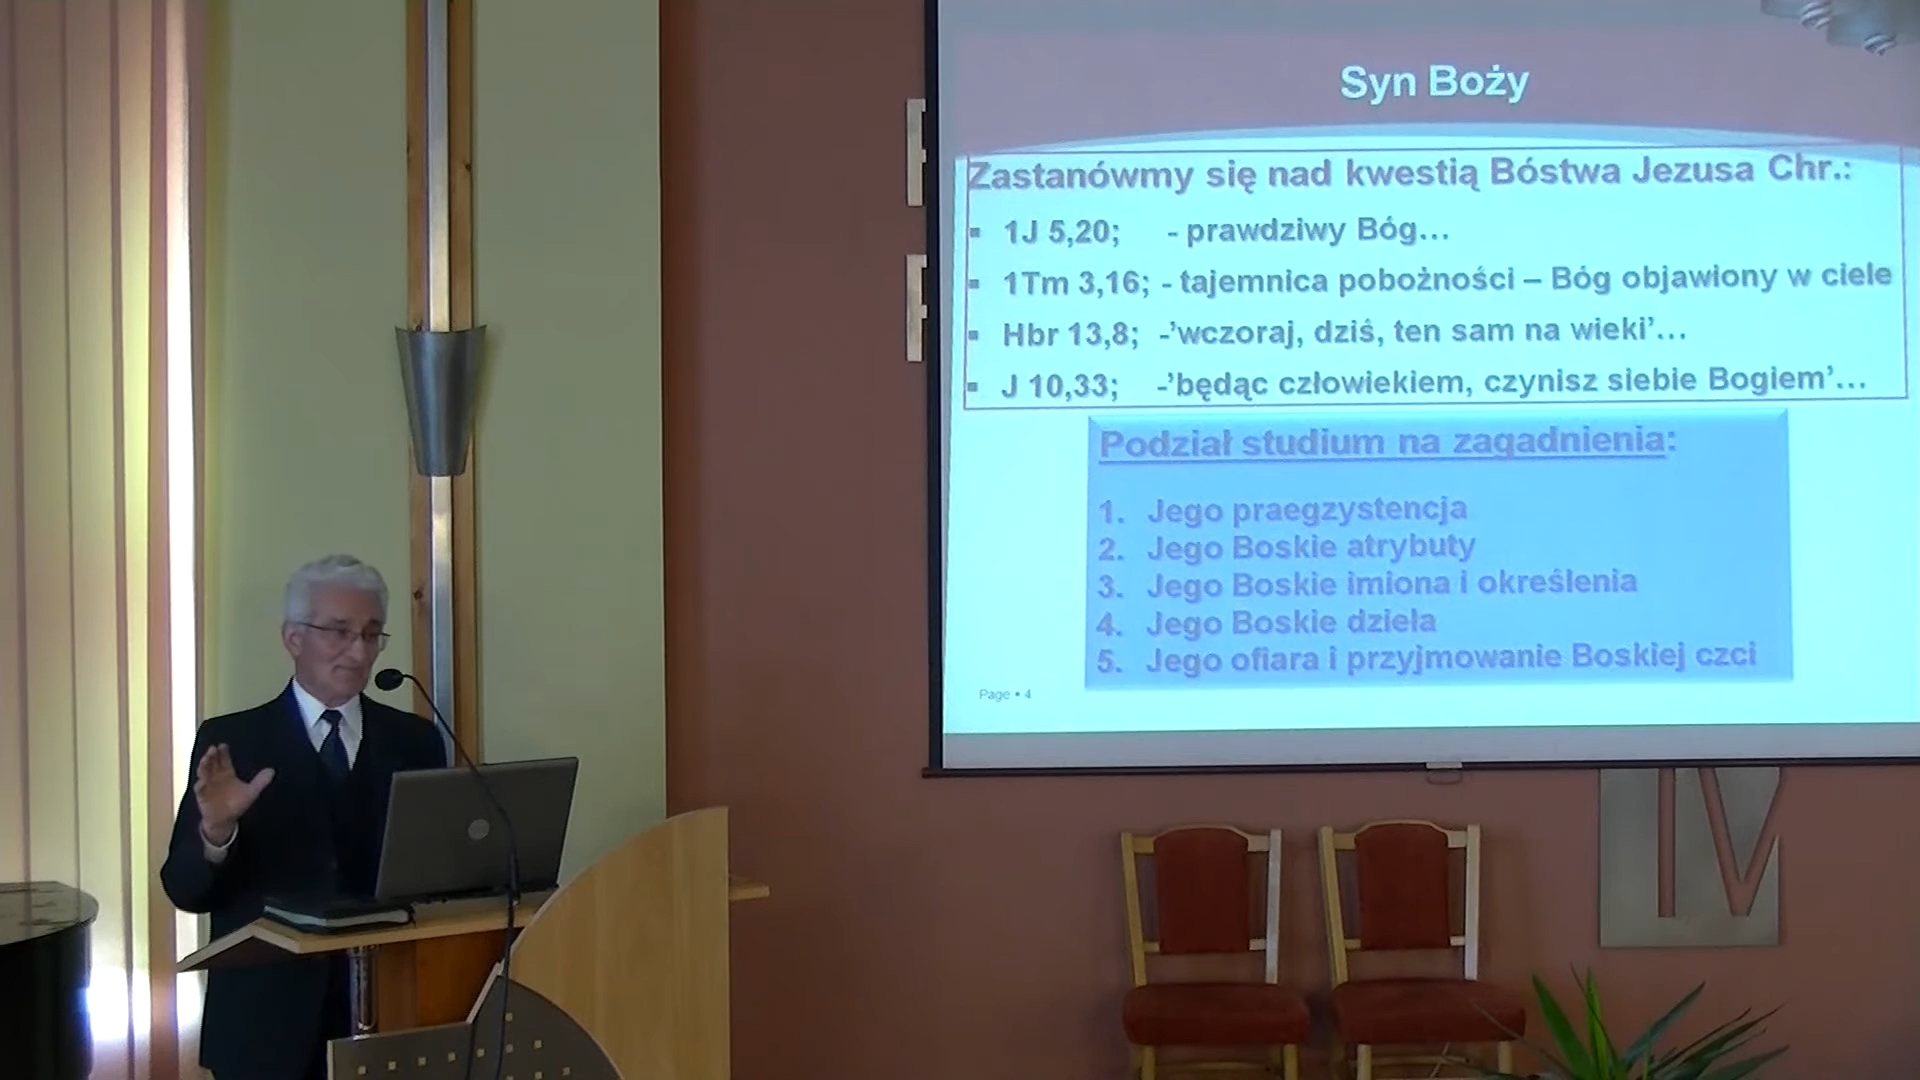 Syn Boży
Zastanówmy się nad kwestią Bóstwa Jezusa Chr.:
▪ 1J 5,20; - prawdziwy Bóg…
▪ 1Tm 3,16; - tajemnica pobożności – Bóg objawiony w ciele
▪ Hbr 13,8; -'wczoraj, dziś, ten sam na wieki'…
▪ J 10,33; -'będąc człowiekiem, czynisz siebie Bogiem'…
Podział studium na zagadnienia:
1. Jego praegzystencja
2. Jego Boskie atrybuty
3. Jego Boskie imiona i określenia
4. Jego Boskie dzieła
5. Jego ofiara i przyjmowanie Boskiej czci
Page ▪ 4
IV